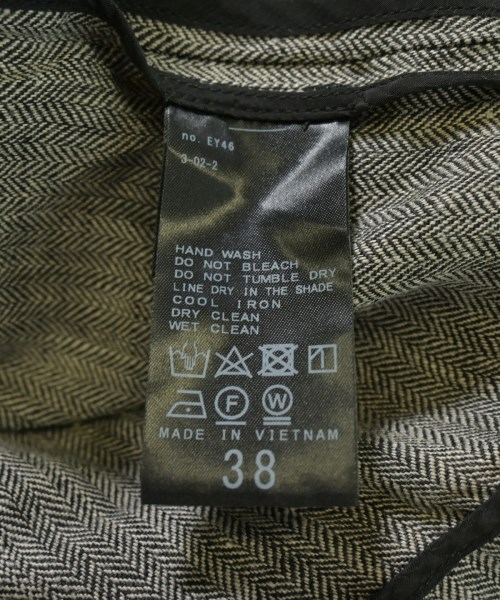 no. EY46
3-02-2
HAND WASH
DO NOT BLEACH
DO NOT TUMBLE DRY
LINE DRY IN THE SHADE
COOL IRON
DRY CLEAN
WET CLEAN
F W
MADE IN VIETNAM
38